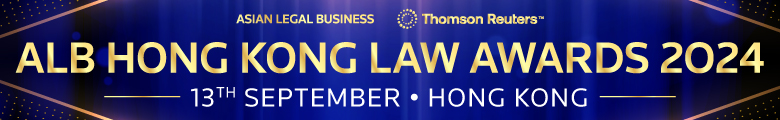 ASIAN LEGAL BUSINESS Thomson Reuters™
ALB HONG KONG LAW AWARDS 2024
13TH SEPTEMBER • HONG KONG